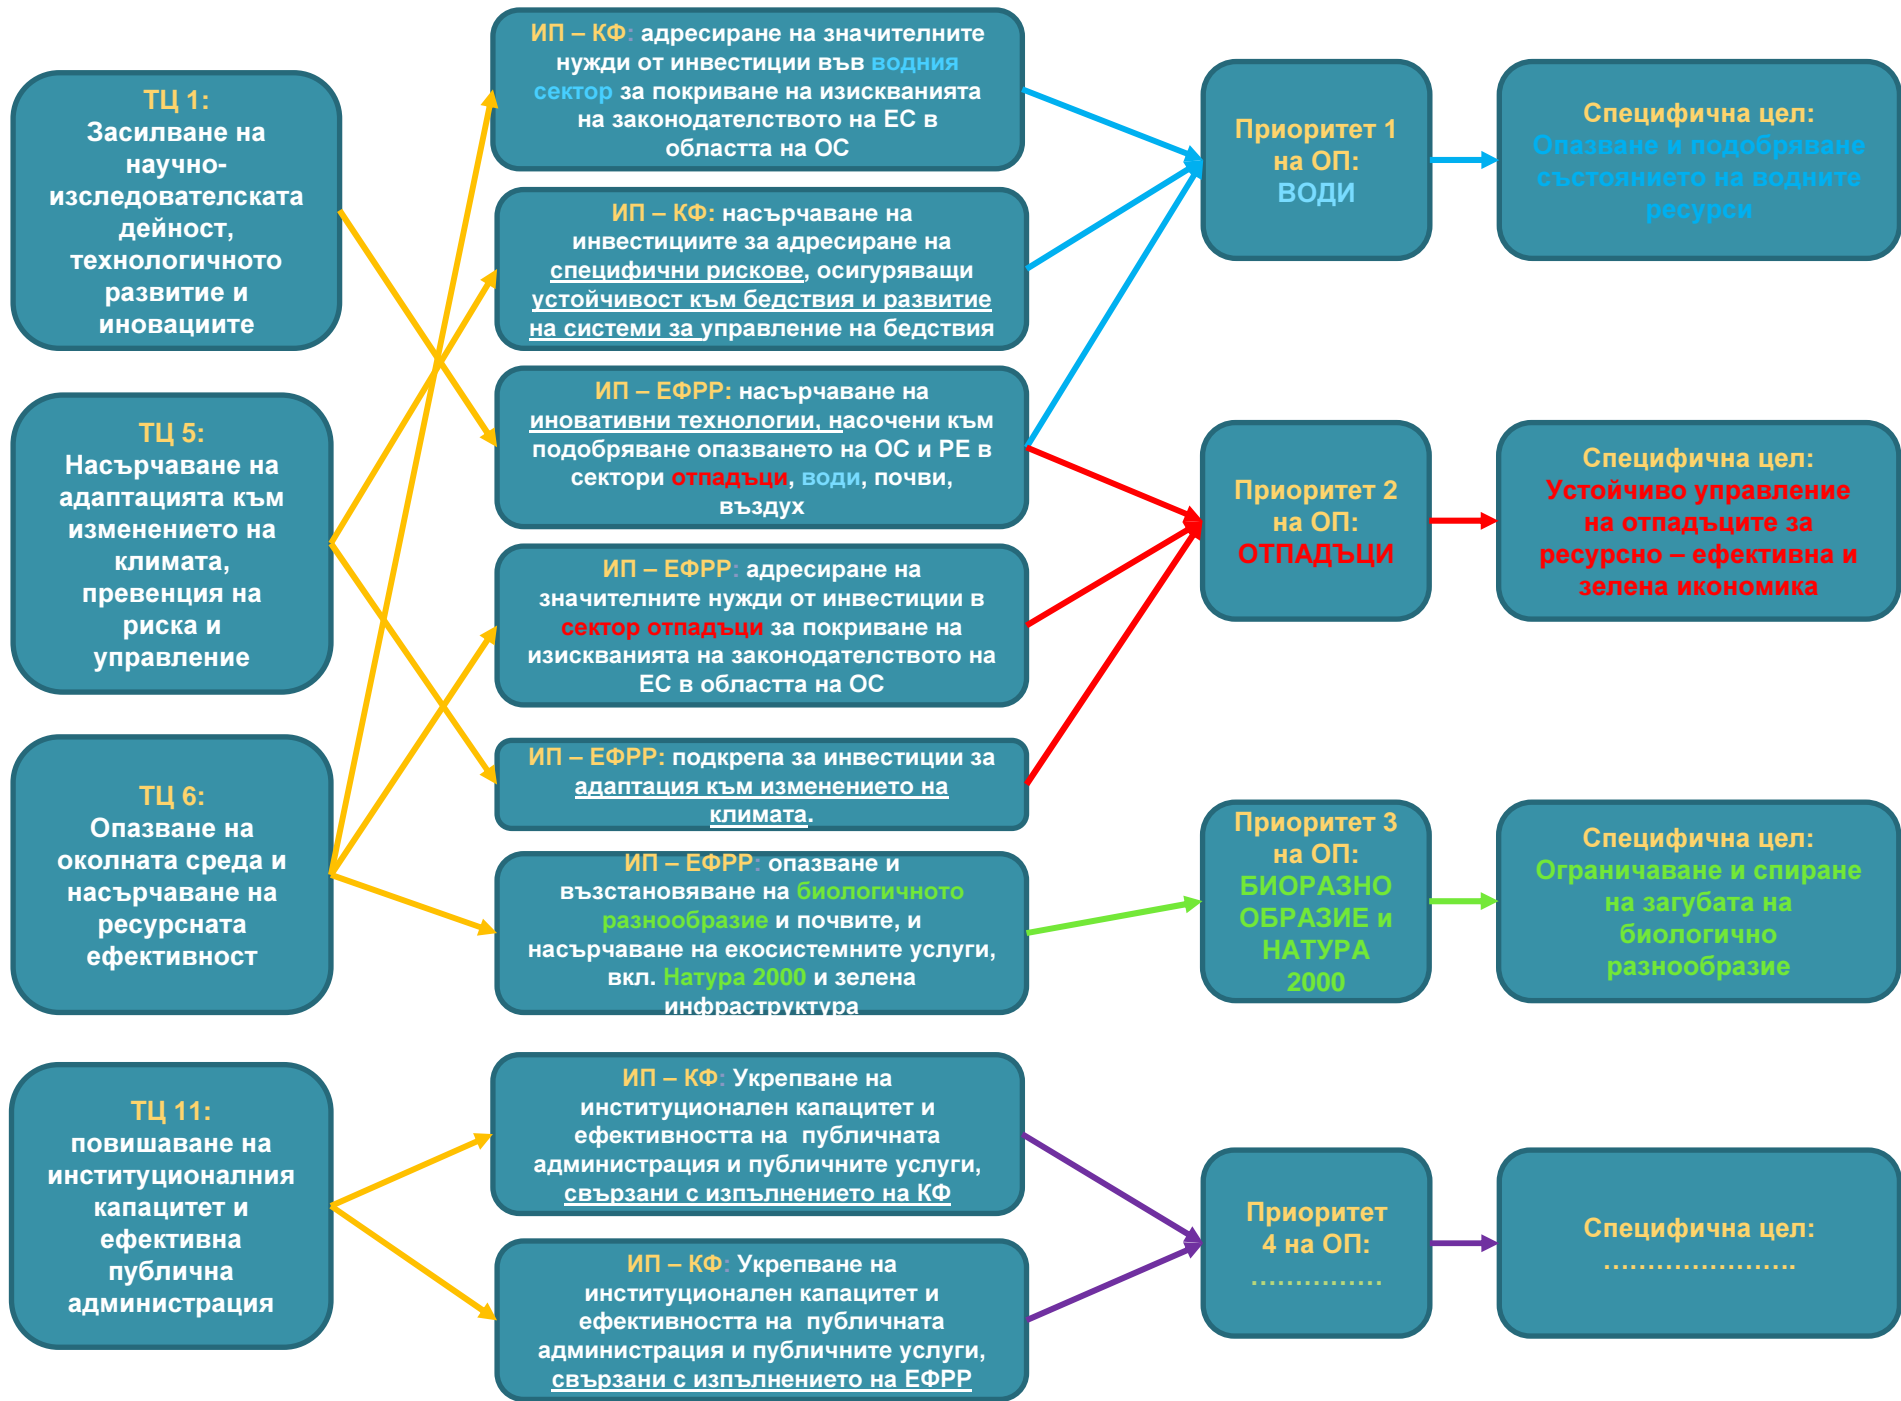 ТЦ 1:
Засилване на
научно-
изследователската
дейност,
технологичното
развитие и
иновациите
ТЦ 5:
Насърчаване на
адаптацията към
изменението на
климата,
превенция на
риска и
управление
ТЦ 6:
Опазване на
околната среда и
насърчаване на
ресурсната
ефективност
ТЦ 11:
повишаване на
институционалния
капацитет и
ефективна
публична
администрация
ИП – КФ: адресиране на значителните
нужди от инвестиции във водния
сектор за покриване на изискванията
на законодателството на ЕС в
областта на ОС
ИП – КФ: насърчаване на
инвестициите за адресиране на
специфични рискове, осигуряващи
устойчивост към бедствия и развитие
на системи за управление на бедствия
ИП – ЕФРР: насърчаване на
иновативни технологии, насочени към
подобряване опазването на ОС и РЕ в
сектори отпадъци, води, почви,
въздух
ИП – ЕФРР: адресиране на
значителните нужди от инвестиции в
сектор отпадъци за покриване на
изискванията на законодателството на
ЕС в областта на ОС
ИП – ЕФРР: подкрепа за инвестиции за
адаптация към изменението на
климата.
ИП – ЕФРР: опазване и
възстановяване на биологичното
разнообразие и почвите, и
насърчаване на екосистемните услуги,
вкл. Натура 2000 и зелена
инфраструктура
ИП – КФ: Укрепване на
институционален капацитет и
ефективността на  публичната
администрация и публичните услуги,
свързани с изпълнението на КФ
ИП – КФ: Укрепване на
институционален капацитет и
ефективността на  публичната
администрация и публичните услуги,
свързани с изпълнението на ЕФРР
Приоритет 1
на ОП:
ВОДИ
Приоритет 2
на ОП:
ОТПАДЪЦИ
Приоритет 3
на ОП:
БИОРАЗНО
ОБРАЗИЕ и
НАТУРА
2000
Приоритет
4 на ОП:
……………
Специфична цел:
Опазване и подобряване
състоянието на водните
ресурси
Специфична цел:
Устойчиво управление
на отпадъците за
ресурсно – ефективна и
зелена икономика
Специфична цел:
Ограничаване и спиране
на загубата на
биологично
разнообразие
Специфична цел:
…………………..